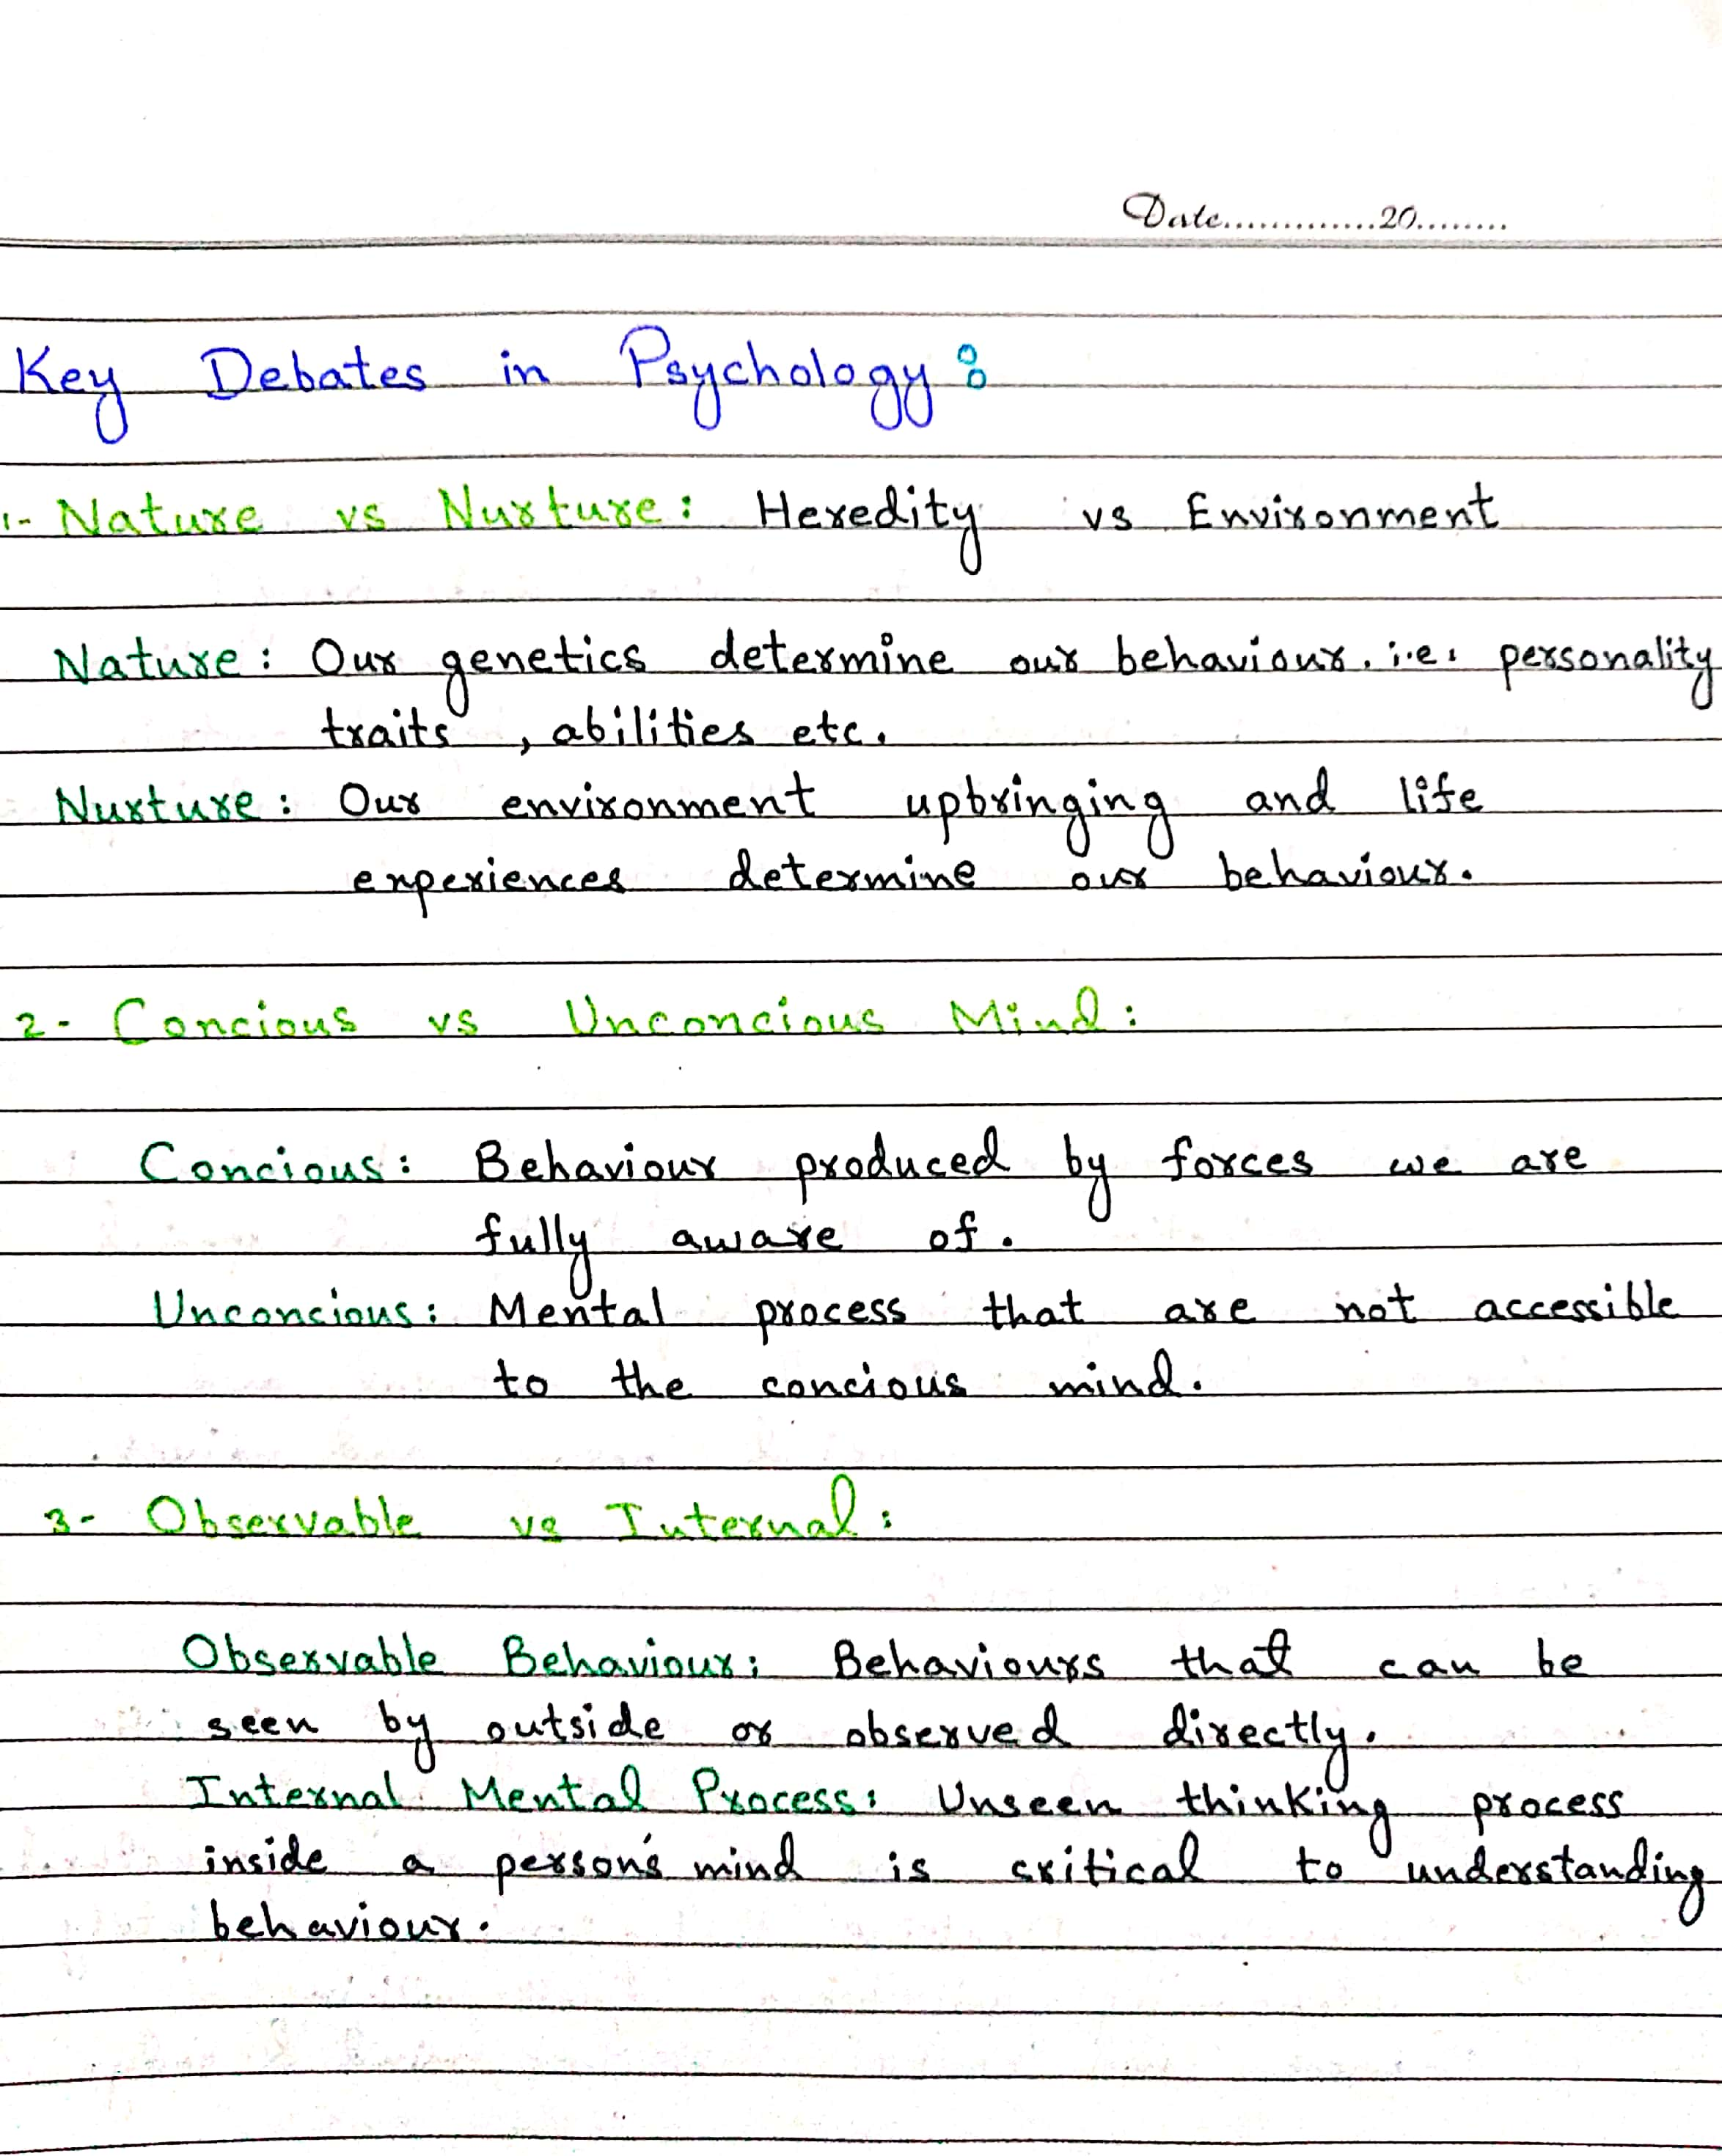 Date..............20.........
Key Debates in Psychology:
1- Nature vs Nurture: Heredity vs Environment
Nature: Our genetics determine our behaviour. i.e. personality
traits , abilities etc.
Nurture: Our environment upbringing and life
experiences determine our behaviour.
2- Concious vs Unconcious Mind:
Concious: Behaviour produced by forces we are
fully aware of.
Unconcious: Mental process that are not accessible
to the concious mind.
3- Observable vs Internal:
Observable Behaviour: Behaviours that can be
seen by outside or observed directly.
Internal Mental Process: Unseen thinking process
inside a person's mind is critical to understanding
behaviour.